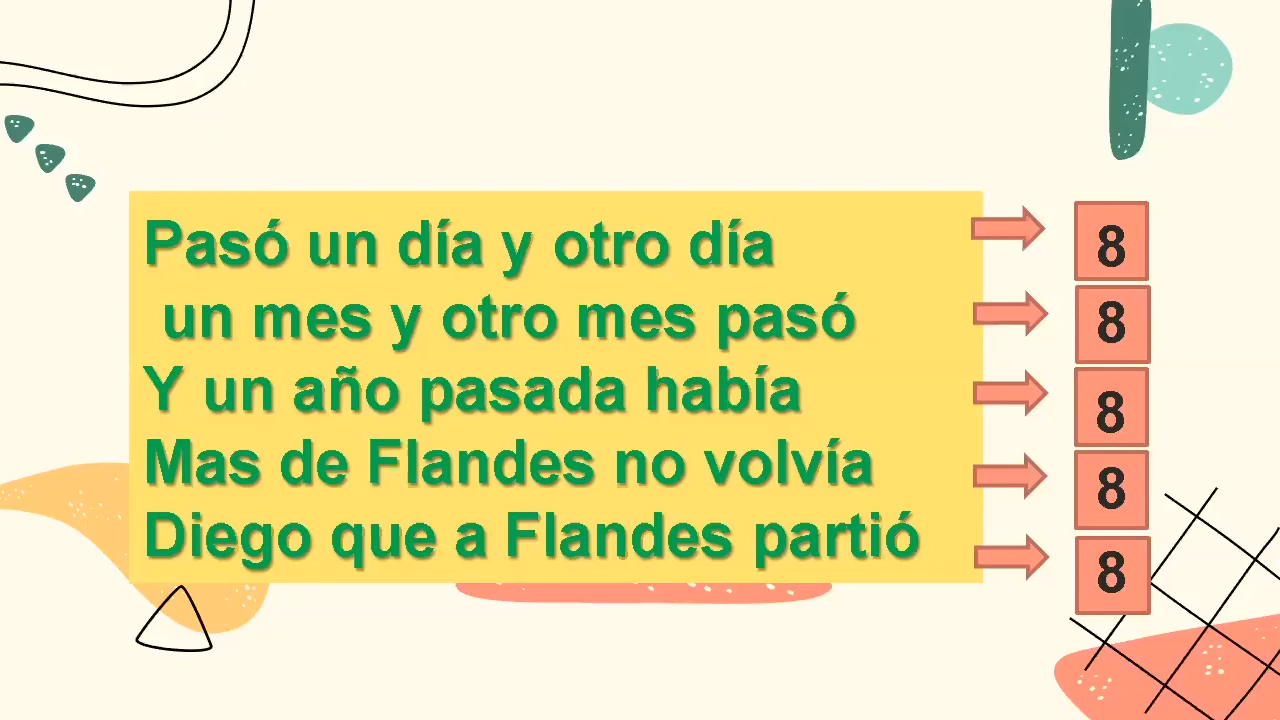 Pasó un día y otro día
un mes y otro mes pasó
Y un año pasada había
Mas de Flandes no volvía
Diego que a Flandes partió
8
8
8
8
8